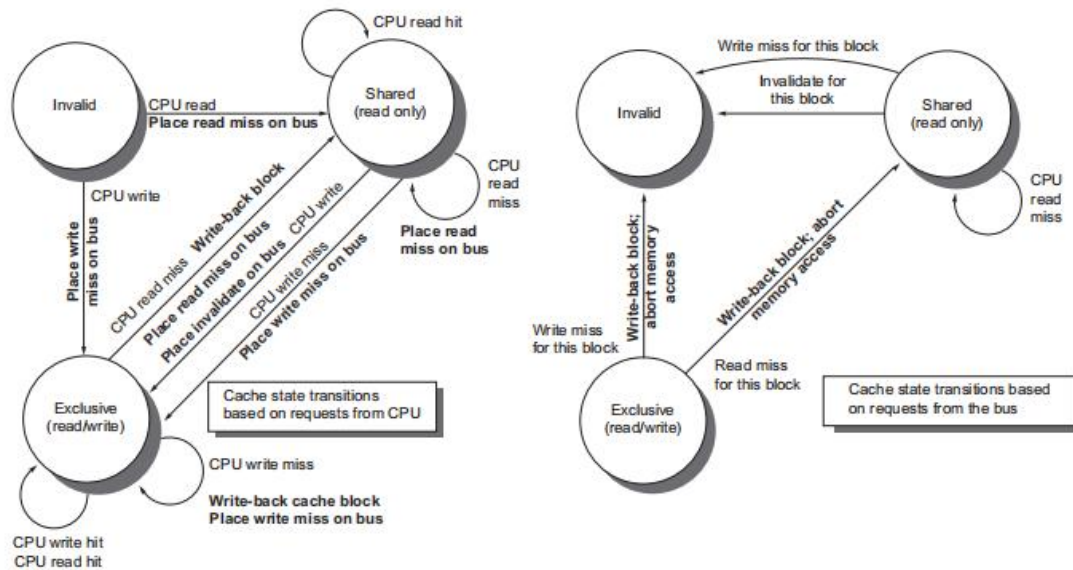 CPU read hit
Invalid
CPU read
Place read miss on bus
Shared
(read only)
CPU write
Place write
miss on bus
CPU
read
miss
Place read
miss on bus
CPU read miss
Write-back block
Place read miss on bus
Place invalidate on bus
CPU write
CPU write miss
Place write miss on bus
Exclusive
(read/write)
Cache state transitions
based on requests from CPU
CPU write miss
Write-back cache block
Place write miss on bus
CPU write hit
CPU read hit
Write miss for this block
Invalidate for
this block
Invalid
Shared
(read only)
CPU
read
miss
Write-back block;
abort memory
access
Write-back block; abort
memory access
Write miss
for this block
Read miss
for this block
Exclusive
(read/write)
Cache state transitions based
on requests from the bus